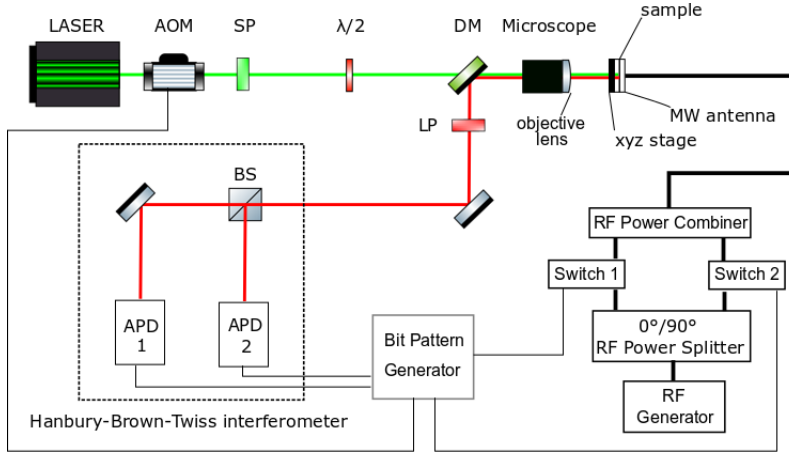 LASER
AOM
SP
λ/2
DM
Microscope
sample
LP
objective
lens
MW antenna
xyz stage
BS
RF Power Combiner
Switch 1
Switch 2
APD
1
APD
2
Bit Pattern
Generator
0°/90°
RF Power Splitter
RF
Generator
Hanbury-Brown-Twiss interferometer